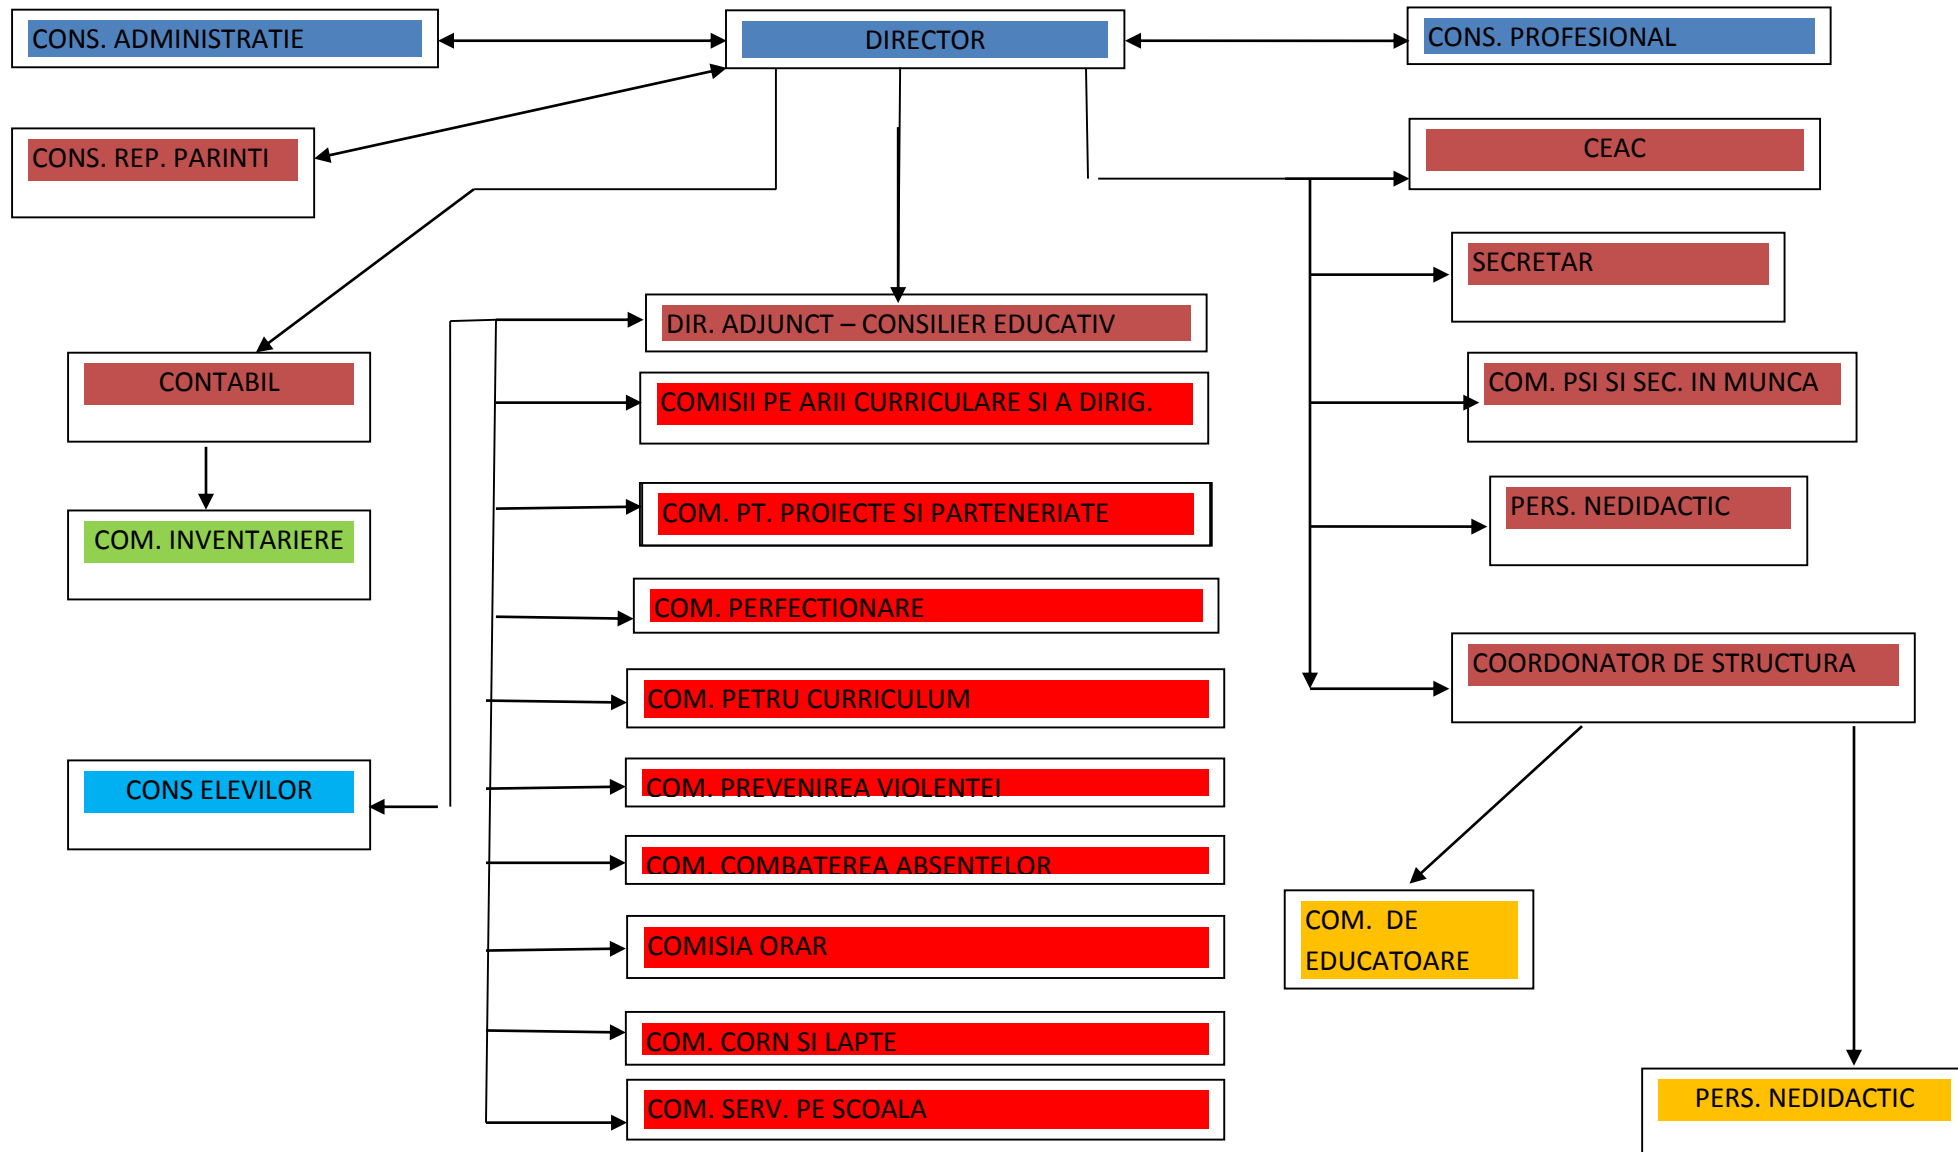 CONS. ADMINISTRATIE
DIRECTOR
CONS. PROFESIONAL
CONS. REP. PARINTI
CEAC
SECRETAR
DIR. ADJUNCT – CONSILIER EDUCATIV
CONTABIL
COMISII PE ARII CURRICULARE SI A DIRIG.
COM. PSI SI SEC. IN MUNCA
COM. INVENTARIERE
COM. PT. PROIECTE SI PARTENERIATE
PERS. NEDIDACTIC
COM. PERFECTIONARE
COORDONATOR DE STRUCTURA
COM. PETRU CURRICULUM
CONS ELEVILOR
COM. PREVENIREA VIOLENTEI
COM. COMBATEREA ABSENTELOR
COM. DE
EDUCATOARE
COMISIA ORAR
COM. CORN SI LAPTE
COM. SERV. PE SCOALA
PERS. NEDIDACTIC